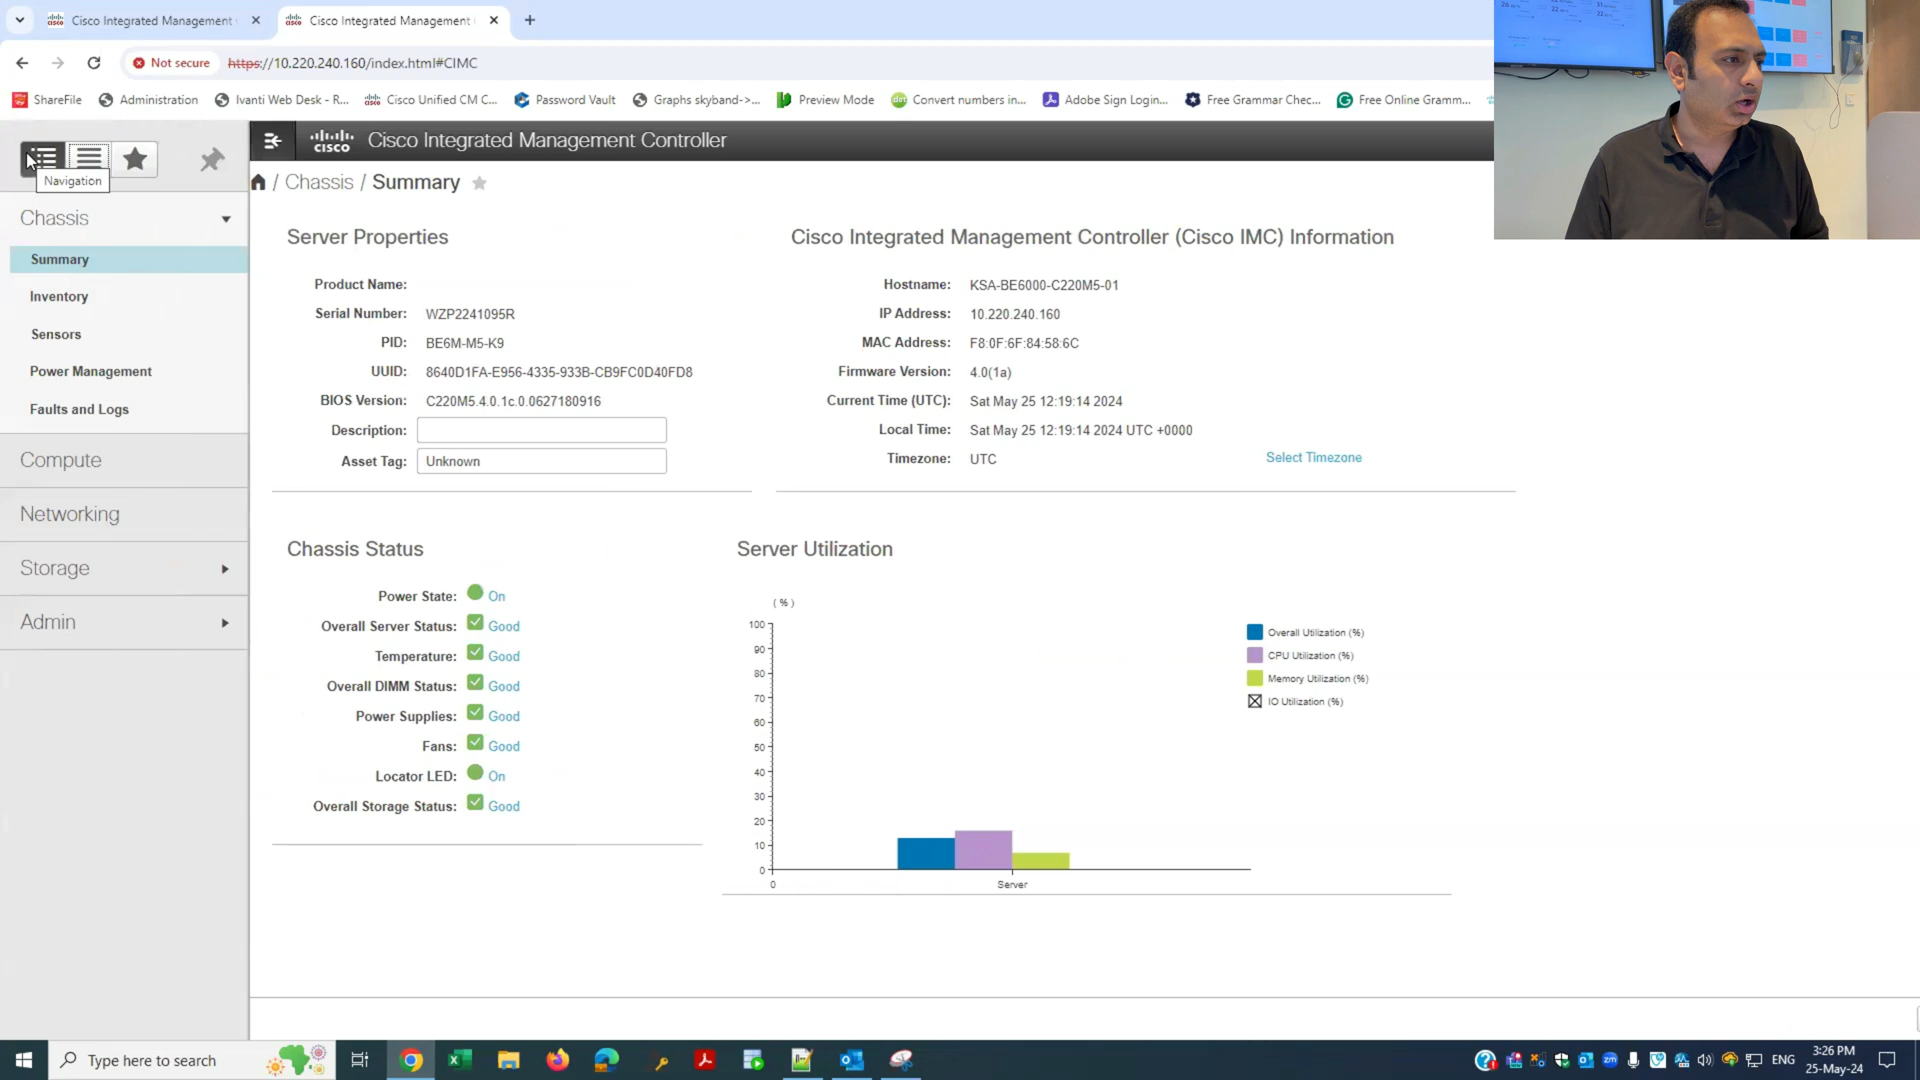 Cisco Integrated Management
Cisco Integrated Management
Not secure
https://10.220.240.160/index.html#CIMC
ShareFile
Administration
Ivanti Web Desk - R...
Cisco Unified CM C...
Password Vault
Graphs skyband->...
Preview Mode
Convert numbers in...
Adobe Sign Login...
Free Grammar Chec...
Free Online Gramm...
cisco
Cisco Integrated Management Controller
Navigation
/ Chassis / Summary
Chassis
Summary
Inventory
Sensors
Power Management
Faults and Logs
Compute
Networking
Storage
Admin
Server Properties
Product Name:
Serial Number: WZP2241095R
PID: BE6M-M5-K9
UUID: 8640D1FA-E956-4335-933B-CB9FC0D40FD8
BIOS Version: C220M5.4.0.1c.0.0627180916
Description:
Asset Tag: Unknown
Cisco Integrated Management Controller (Cisco IMC) Information
Hostname: KSA-BE6000-C220M5-01
IP Address: 10.220.240.160
MAC Address: F8:0F:6F:84:58:6C
Firmware Version: 4.0(1a)
Current Time (UTC): Sat May 25 12:19:14 2024
Local Time: Sat May 25 12:19:14 2024 UTC +0000
Timezone: UTC
Select Timezone
Chassis Status
Power State: On
Overall Server Status: Good
Temperature: Good
Overall DIMM Status: Good
Power Supplies: Good
Fans: Good
Locator LED: On
Overall Storage Status: Good
Server Utilization
( % )
100
90
80
70
60
50
40
30
20
10
0
0
Server
Overall Utilization (%)
CPU Utilization (%)
Memory Utilization (%)
IO Utilization (%)
Type here to search
ENG
3:26 PM
25-May-24